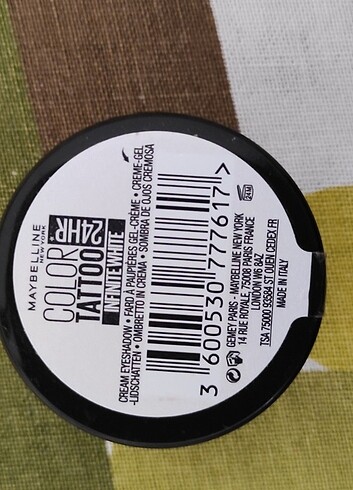 MAYBELLINE
NEW YORK
COLOR
TATTOO
24HR
INFINITE WHITE
CREAM EYESHADOW • FARD À PAUPIÈRES GEL-CRÈME • CREME-GEL
-LIDSCHATTEN • OMBRETTO IN CREMA • SOMBRAS DE OJOS CREMOSA
3 600530 777617 >
24M
GEMEY PARIS - MAYBELLINE NEW YORK
14 RUE ROYALE 75008 PARIS FRANCE
LONDON W6 8AZ
TSA 75000 93584 ST OUEN CEDEX FR
MADE IN ITALY